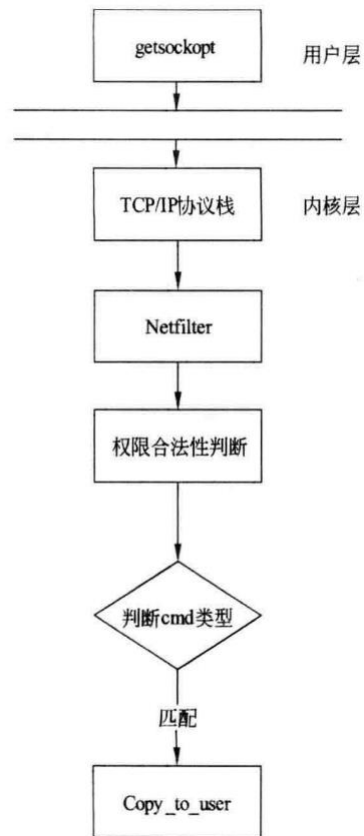 getsockopt
用户层
TCP/IP协议栈
内核层
Netfilter
权限合法性判断
判断cmd类型
匹配
Copy_to_user